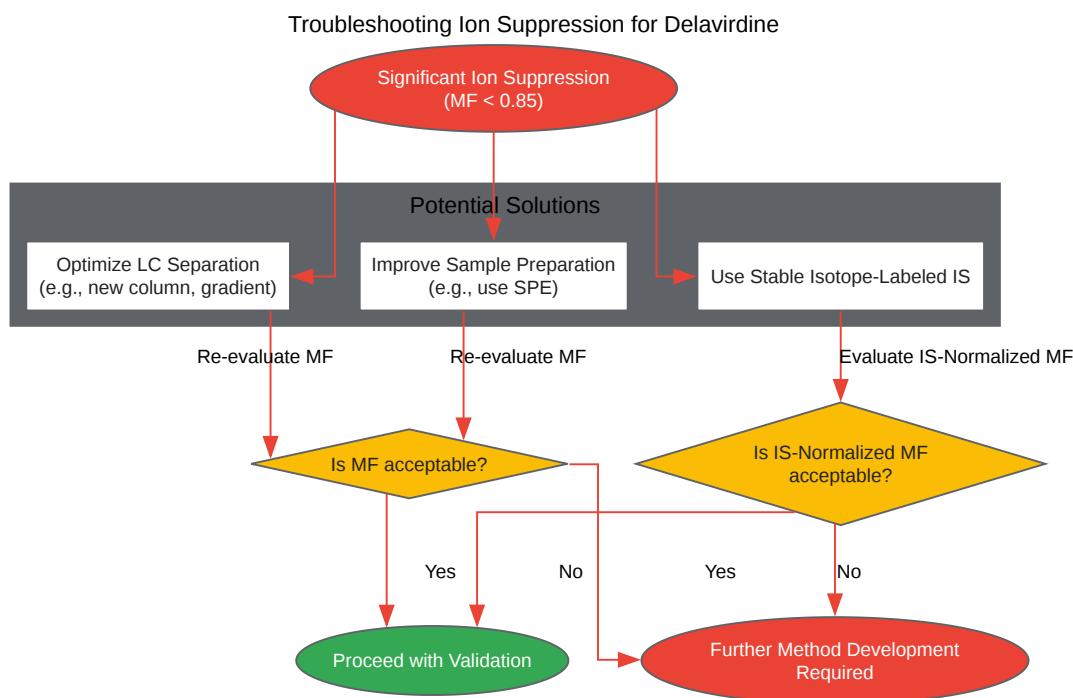 Troubleshooting Ion Suppression for Delavirdine
Significant Ion Suppression
(MF < 0.85)
Potential Solutions
Optimize LC Separation
(e.g., new column, gradient)
Improve Sample Preparation
(e.g., use SPE)
Use Stable Isotope-Labeled IS
Re-evaluate MF
Re-evaluate MF
Evaluate IS-Normalized MF
Is MF acceptable?
Is IS-Normalized MF
acceptable?
Yes
No
Yes
No
Proceed with Validation
Further Method Development
Required